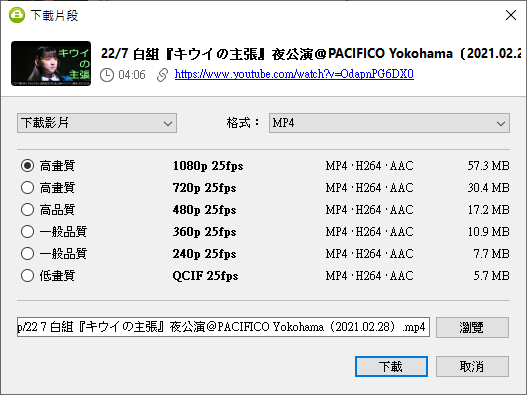 下載片段
キウイ
の
主張
22/7 白組『キウイの主張』夜公演@PACIFICO Yokohama（2021.02.2
04:06 https://www.youtube.com/watch?v=OdapnPG6DX0
下載影片 格式： MP4
高畫質 1080p 25fps MP4 · H264 · AAC 57.3 MB
高畫質 720p 25fps MP4 · H264 · AAC 30.4 MB
高品質 480p 25fps MP4 · H264 · AAC 17.2 MB
一般品質 360p 25fps MP4 · H264 · AAC 10.9 MB
一般品質 240p 25fps MP4 · H264 · AAC 7.7 MB
低畫質 QCIF 25fps MP4 · H264 · AAC 5.7 MB
p/22 7 白組『キウイの主張』夜公演@PACIFICO Yokohama（2021.02.28）.mp4 瀏覽
下載 取消